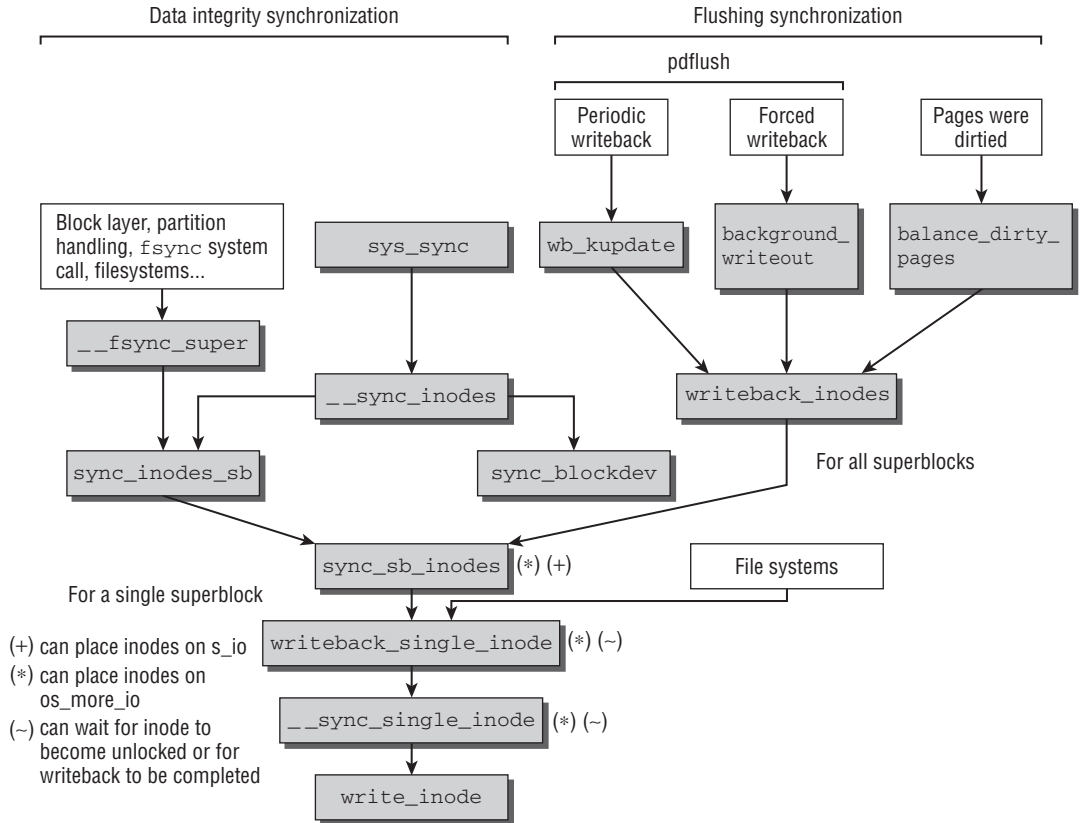 Data integrity synchronization
Flushing synchronization
pdflush
Periodic
writeback
Forced
writeback
Pages were
dirtied
Block layer, partition
handling, fsync system
call, filesystems...
sys_sync
wb_kupdate
background_
writeout
balance_dirty_
pages
__fsync_super
__sync_inodes
writeback_inodes
sync_inodes_sb
sync_blockdev
For all superblocks
sync_sb_inodes (*) (+)
File systems
For a single superblock
writeback_single_inode (*) (~)
(+) can place inodes on s_io
(*) can place inodes on
os_more_io
(~) can wait for inode to
become unlocked or for
writeback to be completed
__sync_single_inode (*) (~)
write_inode